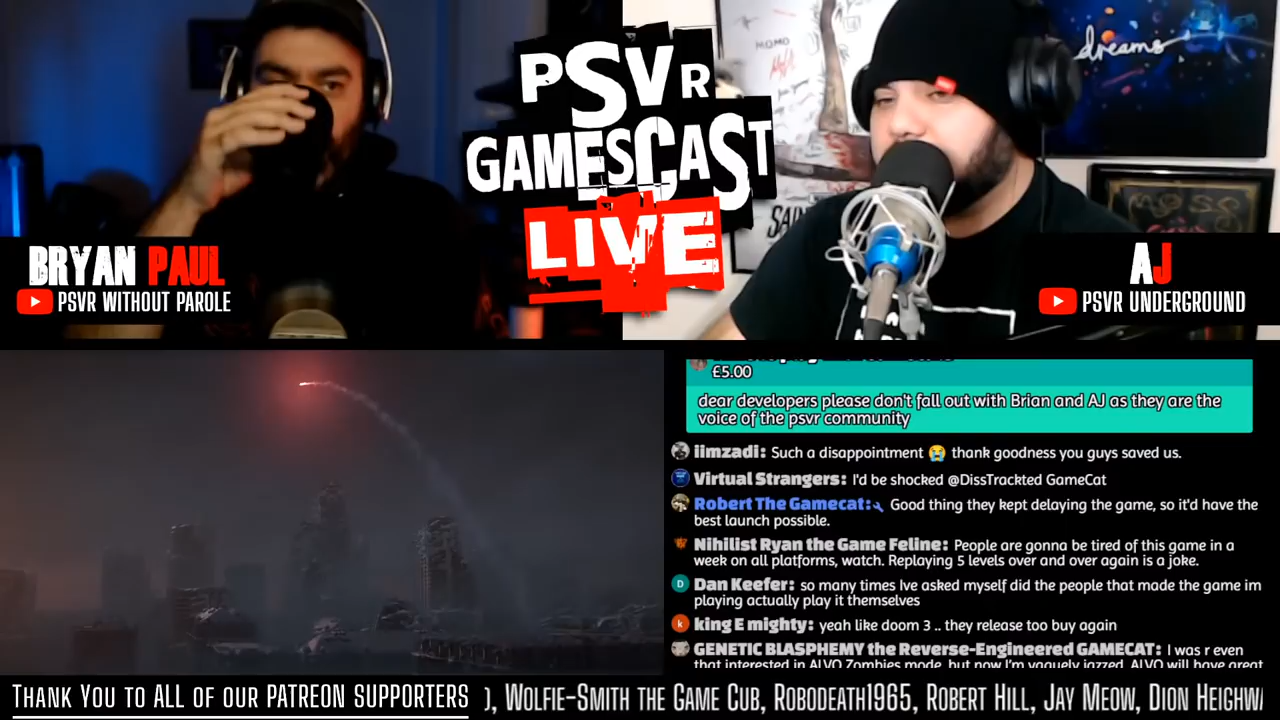 PSVR
GAMESCAST
LIVE
dreams
MOMO
BRYAN PAUL
PSVR WITHOUT PAROLE
AJ
PSVR UNDERGROUND
£5.00
dear developers please don't fall out with Brian and AJ as they are the
voice of the psvr community
iimzadi: Such a disappointment 😭 thank goodness you guys saved us.
Virtual Strangers: I'd be shocked @DissTrackted GameCat
Robert The Gamecat: Good thing they kept delaying the game, so it'd have the
best launch possible.
Nihilist Ryan the Game Feline: People are gonna be tired of this game in a
week on all platforms, watch. Replaying 5 levels over and over again is a joke.
D Dan Keefer: so many times Ive asked myself did the people that made the game im
playing actually play it themselves
k king E mighty: yeah like doom 3 .. they release too buy again
GENETIC BLASPHEMY the Reverse-Engineered GAMECAT: I was r even
that interested in ALVO Zombies mode, but now I'm vaguely jazzed. ALVO will have great
THANK YOU TO ALL OF OUR PATREON SUPPORTERS ), WOLFIE-SMITH THE GAME CUB, ROBODEATH1965, ROBERT HILL, JAY MEOW, DION HEIGHW